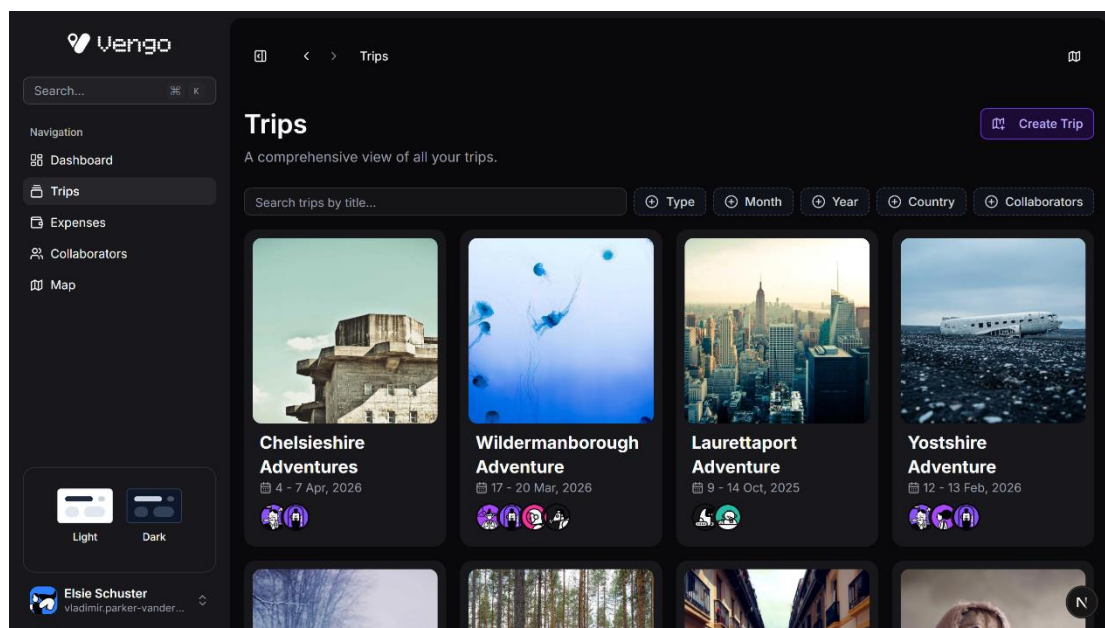 Vengo
Search... ⌘ K
Navigation
Dashboard
Trips
Expenses
Collaborators
Map
Light
Dark
Elsie Schuster
vladimir.parker-vander...
Trips
Trips
Create Trip
A comprehensive view of all your trips.
Search trips by title...
Type
Month
Year
Country
Collaborators
Chelsieshire
Adventures
4 - 7 Apr, 2026
Wildermanborough
Adventure
17 - 20 Mar, 2026
Laurettaport
Adventure
9 - 14 Oct, 2025
Yostshire
Adventure
12 - 13 Feb, 2026
N